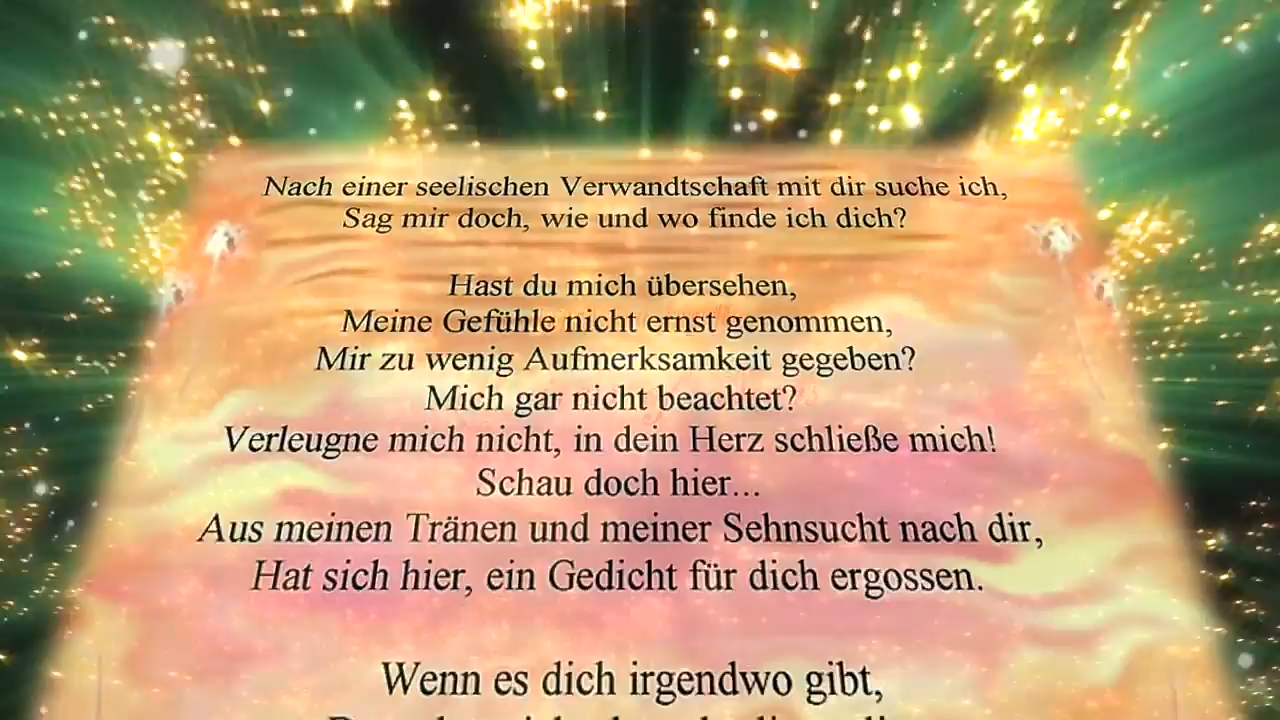 Nach einer seelischen Verwandtschaft mit dir suche ich,
Sag mir doch, wie und wo finde ich dich?
Hast du mich übersehen,
Meine Gefühle nicht ernst genommen,
Mir zu wenig Aufmerksamkeit gegeben?
Mich gar nicht beachtet?
Verleugne mich nicht, in dein Herz schließe mich!
Schau doch hier...
Aus meinen Tränen und meiner Sehnsucht nach dir,
Hat sich hier, ein Gedicht für dich ergossen.
Wenn es dich irgendwo gibt,